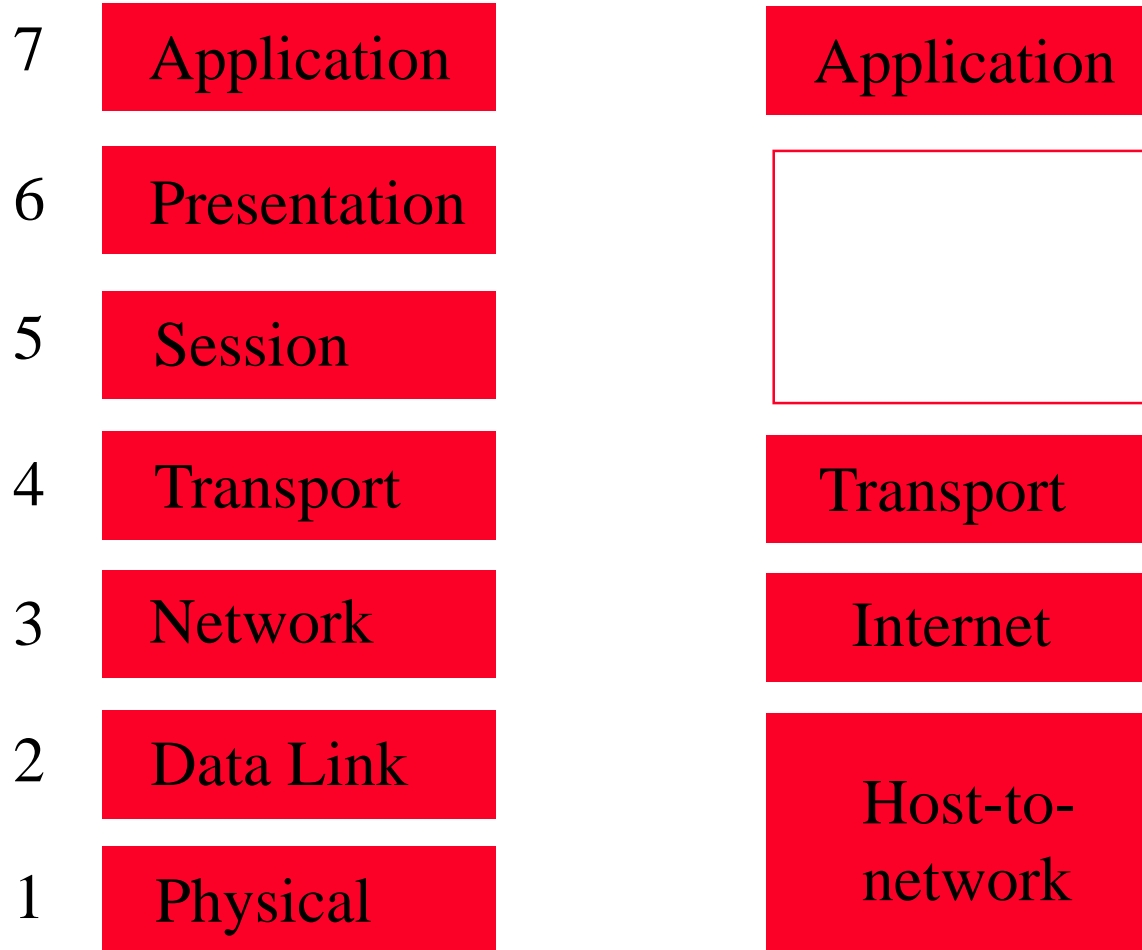 7 Application Application
6 Presentation
5 Session
4 Transport Transport
3 Network Internet
2 Data Link
Host-to-
network
1 Physical